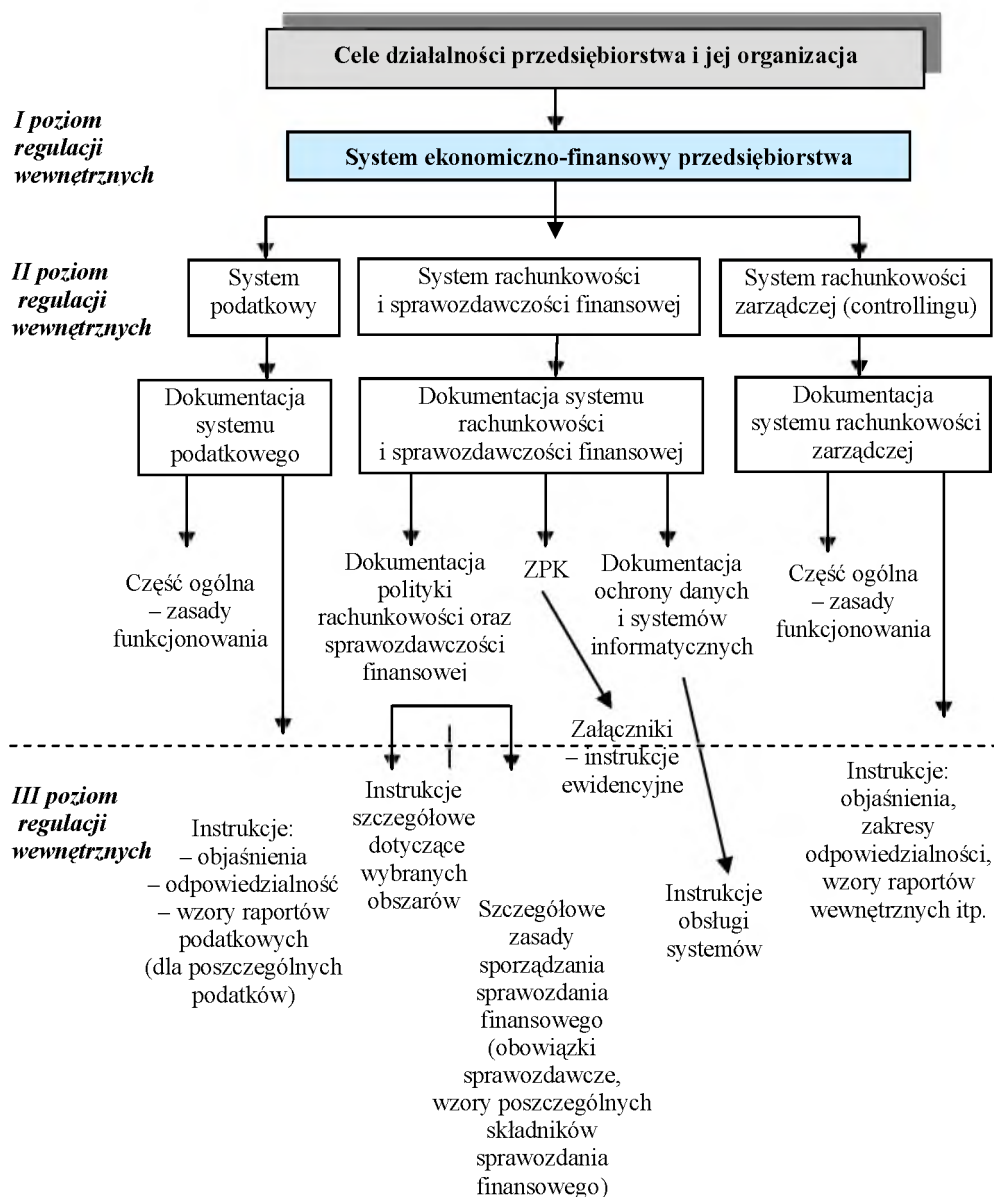 Cele działalności przedsiębiorstwa i jej organizacja
I poziom
regulacji
wewnętrznych
System ekonomiczno-finansowy przedsiębiorstwa
II poziom
regulacji
wewnętrznych
System
podatkowy
System rachunkowości
i sprawozdawczości finansowej
System rachunkowości
zarządczej (controllingu)
Dokumentacja
systemu
podatkowego
Dokumentacja systemu
rachunkowości
i sprawozdawczości finansowej
Dokumentacja
systemu rachunkowości
zarządczej
Część ogólna
– zasady
funkcjonowania
Dokumentacja
polityki
rachunkowości oraz
sprawozdawczości
finansowej
ZPK
Dokumentacja
ochrony danych
i systemów
informatycznych
Część ogólna
– zasady
funkcjonowania
Załączniki
– instrukcje
ewidencyjne
III poziom
regulacji
wewnętrznych
Instrukcje:
– objaśnienia
– odpowiedzialność
– wzory raportów
podatkowych
(dla poszczególnych
podatków)
Instrukcje
szczegółowe
dotyczące
wybranych
obszarów
Szczegółowe
zasady
sporządzania
sprawozdania
finansowego
(obowiązki
sprawozdawcze,
wzory poszczególnych
składników
sprawozdania
finansowego)
Instrukcje
obsługi
systemów
Instrukcje:
objaśnienia,
zakresy
odpowiedzialności,
wzory raportów
wewnętrznych itp.